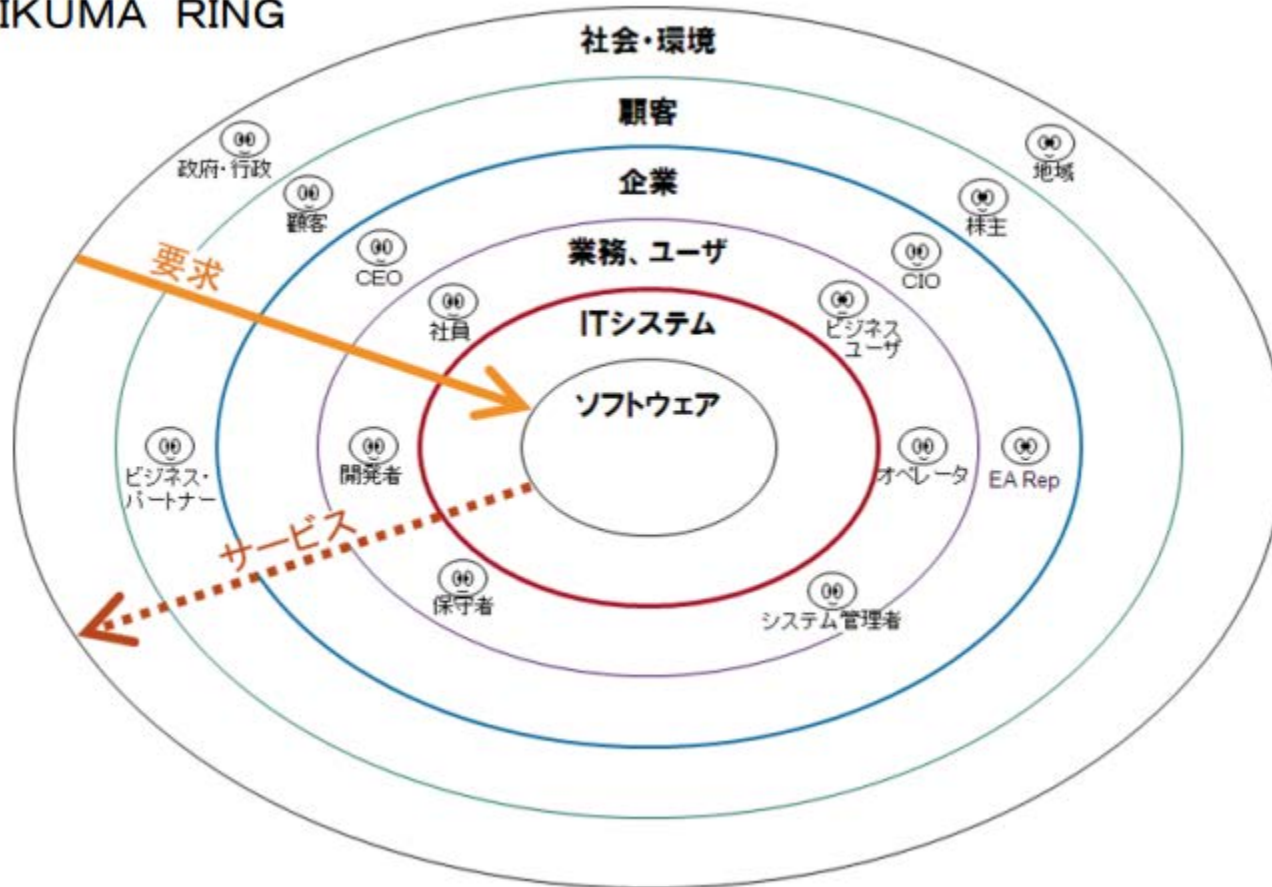 IKUMA RING
社会・環境
顧客
企業
業務、ユーザ
ITシステム
ソフトウェア
政府・行政
地域
顧客
株主
CEO
CIO
社員
ビジネス
ユーザ
要求
ビジネス・
パートナー
開発者
オペレータ
EA Rep
サービス
保守者
システム管理者